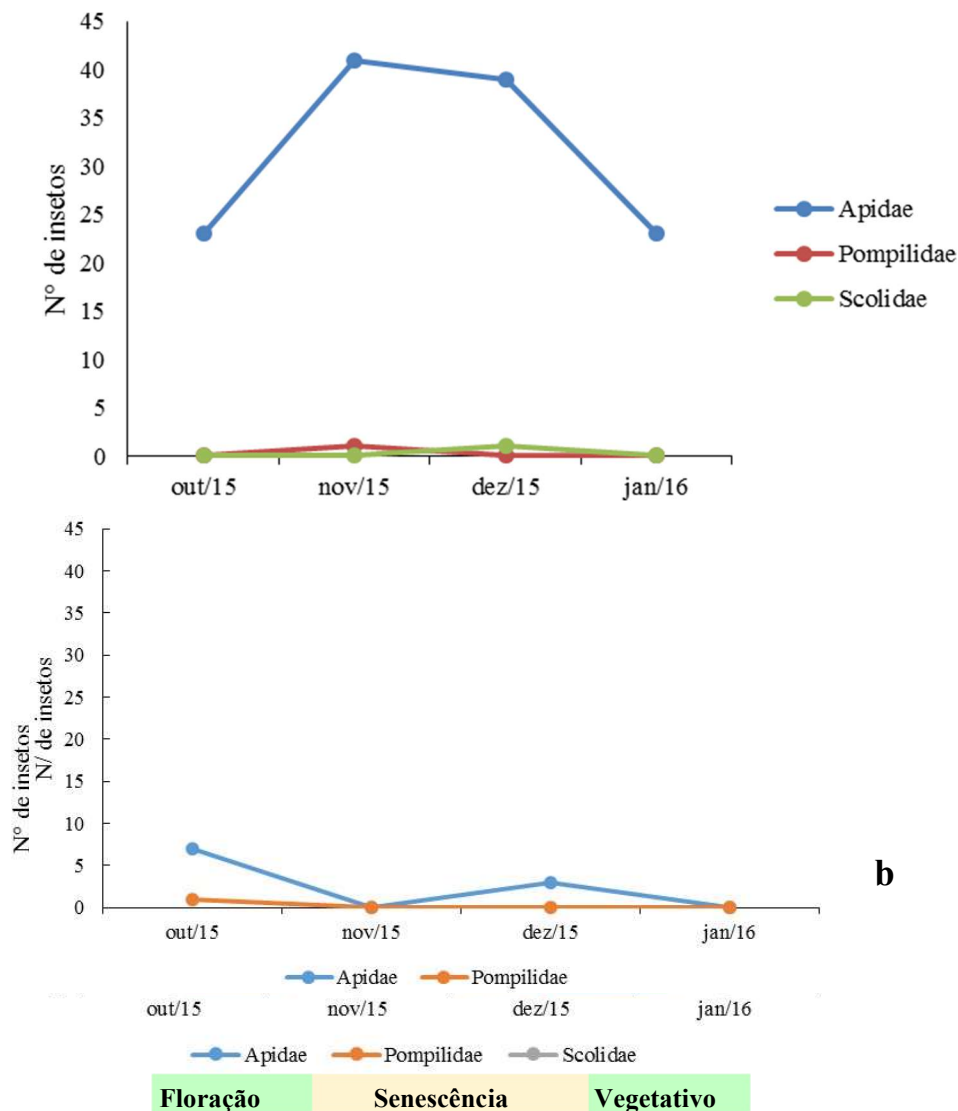 45
40
35
30
25
20
15
10
5
0
N° de insetos
out/15 nov/15 dez/15 jan/16
Apidae
Pompilidae
Scolidae
45
40
35
30
25
20
15
10
5
0
N° de insetos
N/ de insetos
b
out/15 nov/15 dez/15 jan/16
Apidae Pompilidae
out/15 nov/15 dez/15 jan/16
Apidae Pompilidae Scolidae
Floração Senescência Vegetativo